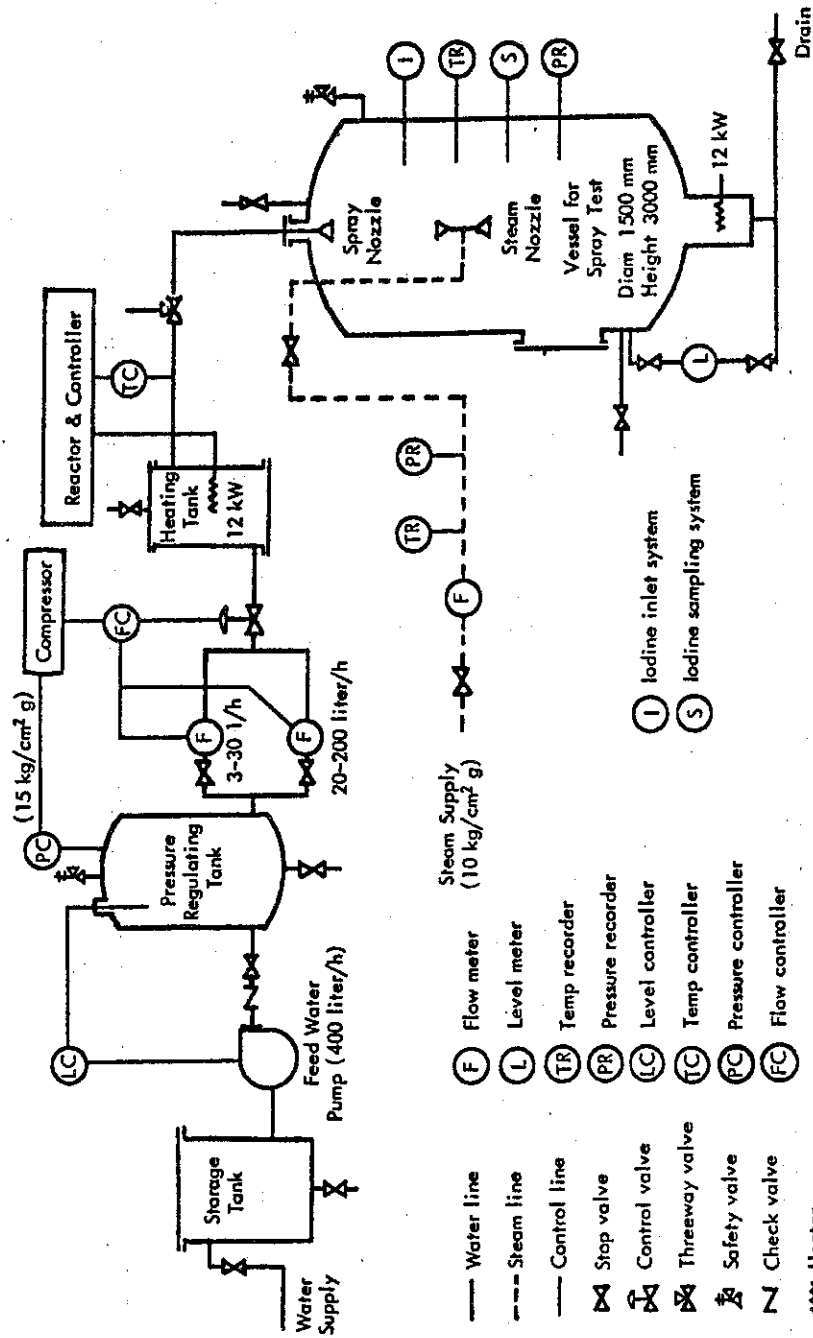 Water
Supply
Storage
Tank
LC
Feed Water
Pump (400 liter/h)
Pressure
Regulating
Tank
PC
(15 kg/cm² g)
Compressor
FC
F
3-30 l/h
F
20-200 liter/h
Heating
Tank
12 kW
Reactor & Controller
TC
Spray
Nozzle
Steam
Nozzle
Vessel for
Spray Test
Diam 1500 mm
Height 3000 mm
I
TR
S
PR
12 kW
L
Drain
Steam Supply
(10 kg/cm² g)
F
TR
PR
Water line
Steam line
Control line
Stop valve
Control valve
Threeway valve
Safety valve
Check valve
F Flow meter
L Level meter
TR Temp recorder
PR Pressure recorder
LC Level controller
TC Temp controller
PC Pressure controller
FC Flow controller
I Iodine inlet system
S Iodine sampling system